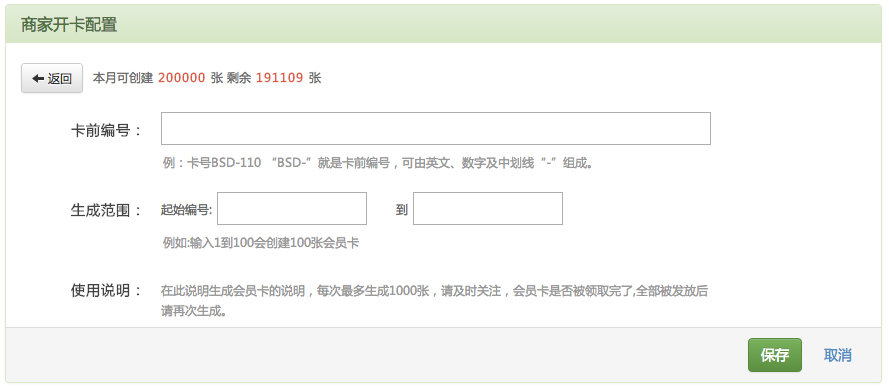 商家开卡配置
返回 本月可创建 200000 张 剩余 191109 张
卡前编号：
例：卡号BSD-110 “BSD-”就是卡前编号，可由英文、数字及中划线“-”组成。
生成范围： 起始编号: 到
例如:输入1到100会创建100张会员卡
使用说明： 在此说明生成会员卡的说明，每次最多生成1000张，请及时关注，会员卡是否被领取完了,全部被发放后
请再次生成。
保存 取消